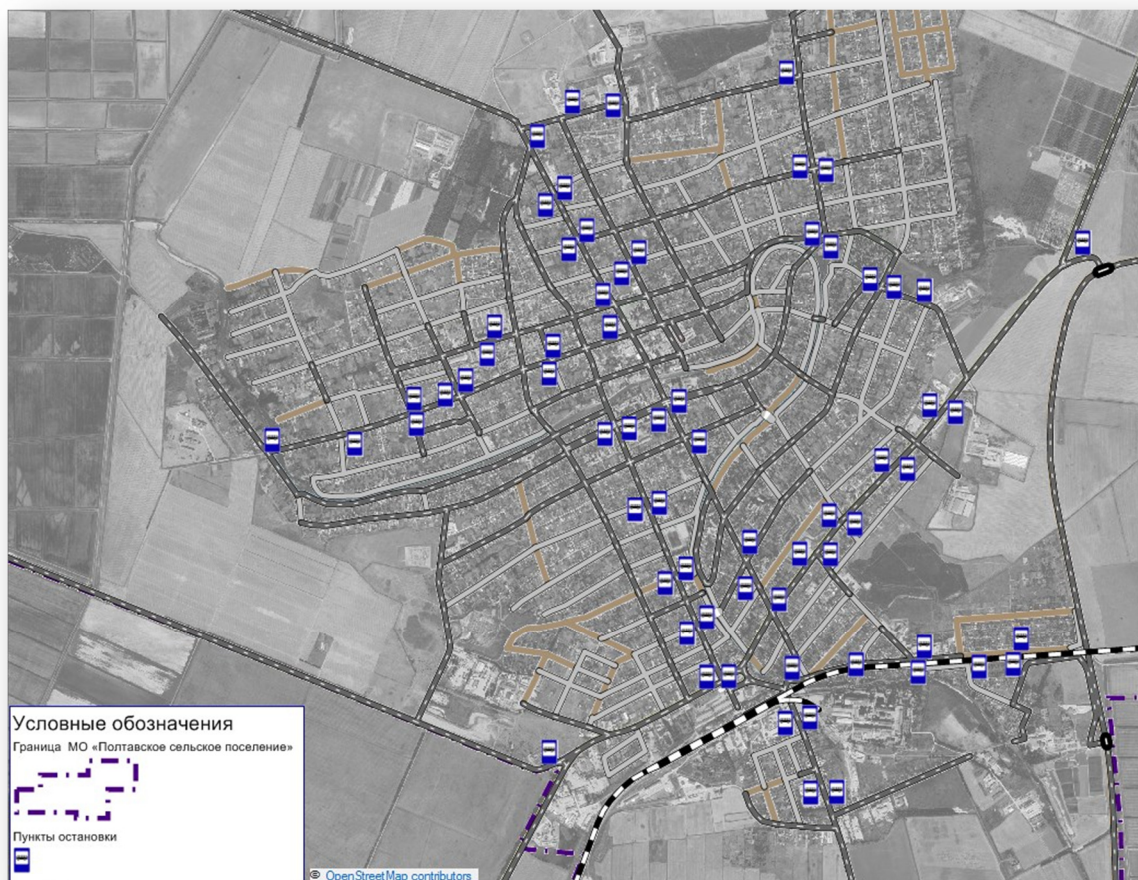 Условные обозначения
Граница МО «Полтавское сельское поселение»
Пункты остановки
© OpenStreetMap contributors